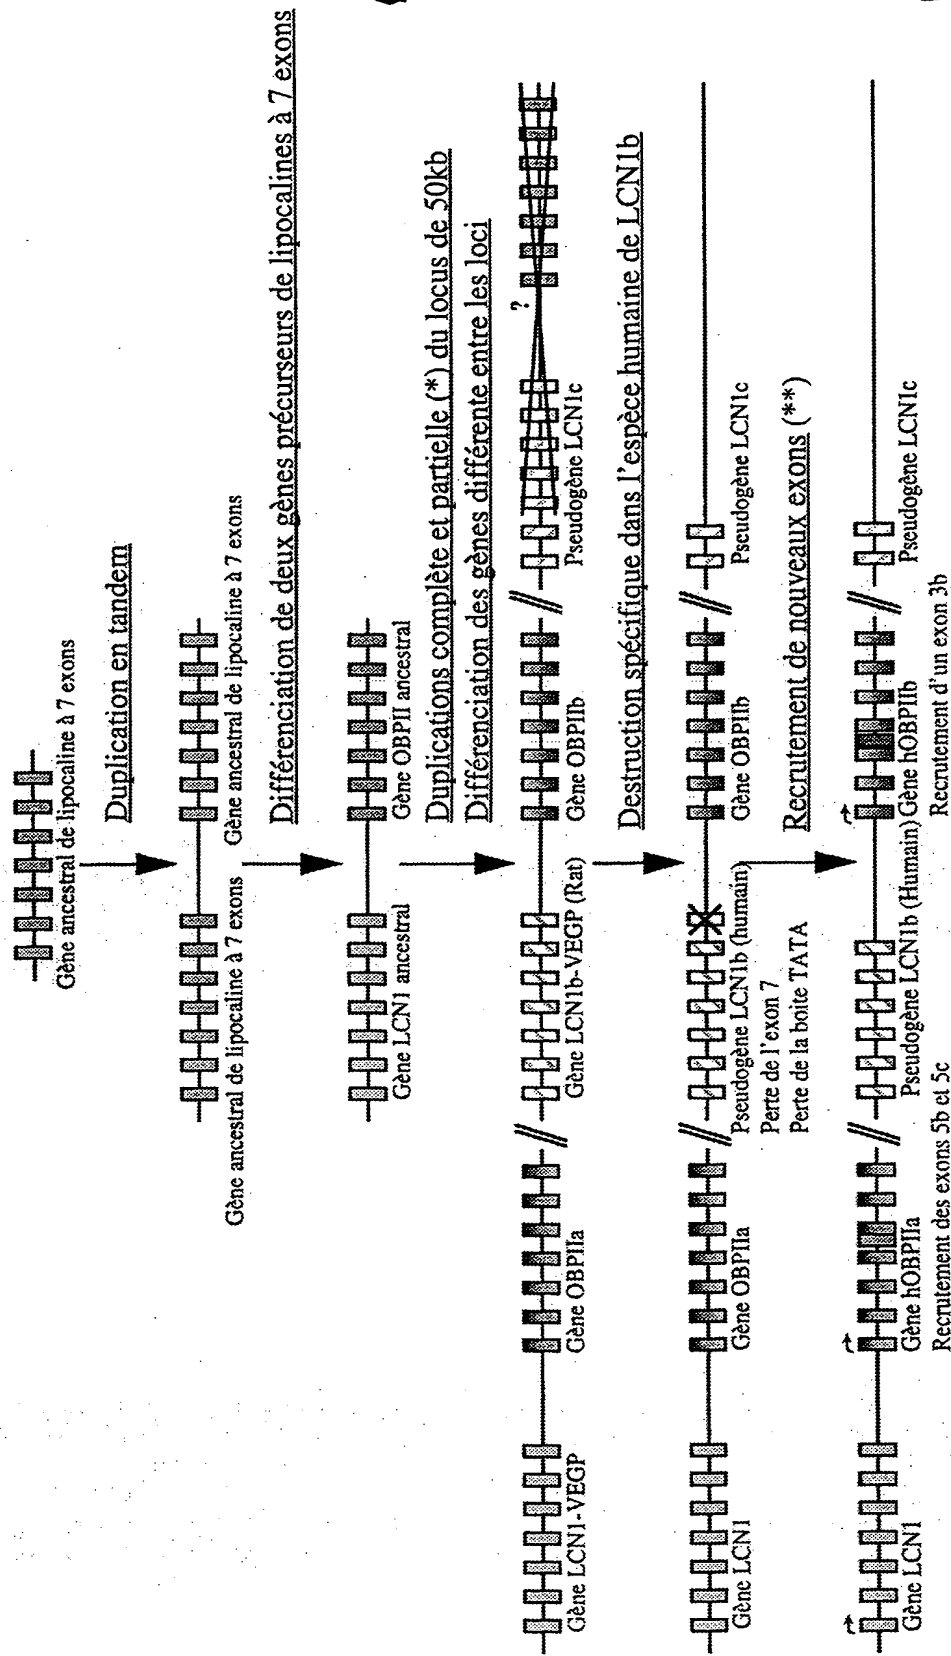 Gène ancestral de lipocaline à 7 exons
Duplication en tandem
Gène ancestral de lipocaline à 7 exons
Gène ancestral de lipocaline à 7 exons
Différenciation de deux gènes précurseurs de lipocalines à 7 exons
Gène LCN1 ancestral
Gène OBPII ancestral
Duplications complète et partielle (*) du locus de 50kb
Différenciation des gènes différente entre les loci
?
Gène LCN1-VEGP
Gène OBPIIa
Gène LCN1b-VEGP (Rat)
Gène OBPIIb
Pseudogène LCN1c
Destruction spécifique dans l'espèce humaine de LCN1b
Gène LCN1
Gène OBPIIa
Pseudogène LCN1b (humain)
Perte de l'exon 7
Perte de la boite TATA
Gène OBPIIb
Pseudogène LCN1c
Recrutement de nouveaux exons (**)
Gène LCN1
Gène hOBPIIa
Recrutement des exons 5b et 5c
Pseudogène LCN1b (Humain)
Gène hOBPIIb
Recrutement d'un exon 3b
Pseudogène LCN1c